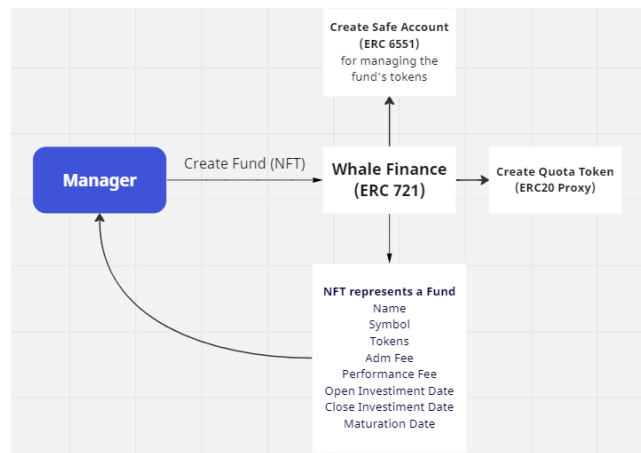 Create Safe Account
(ERC 6551)
for managing the
fund's tokens
Manager
Create Fund (NFT)
Whale Finance
(ERC 721)
Create Quota Token
(ERC20 Proxy)
NFT represents a Fund
Name
Symbol
Tokens
Adm Fee
Performance Fee
Open Investiment Date
Close Investiment Date
Maturation Date